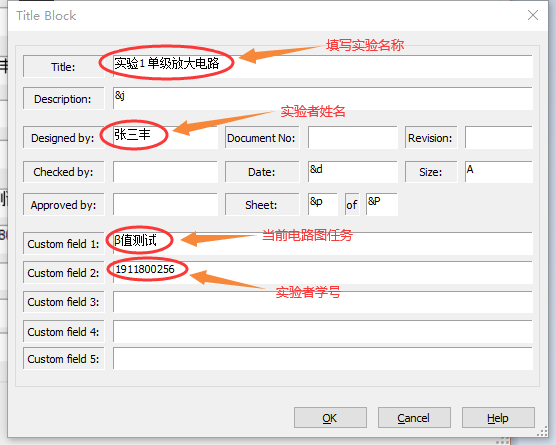 Title Block
填写实验名称
Title: 实验1 单级放大电路
Description: &j
实验者姓名
Designed by: 张三丰 Document No: Revision:
Checked by: Date: &d Size: A
Approved by: Sheet: &p of &P
Custom field 1: β值测试 当前电路图任务
Custom field 2: 1911800256
实验者学号
Custom field 3:
Custom field 4:
Custom field 5:
OK Cancel Help